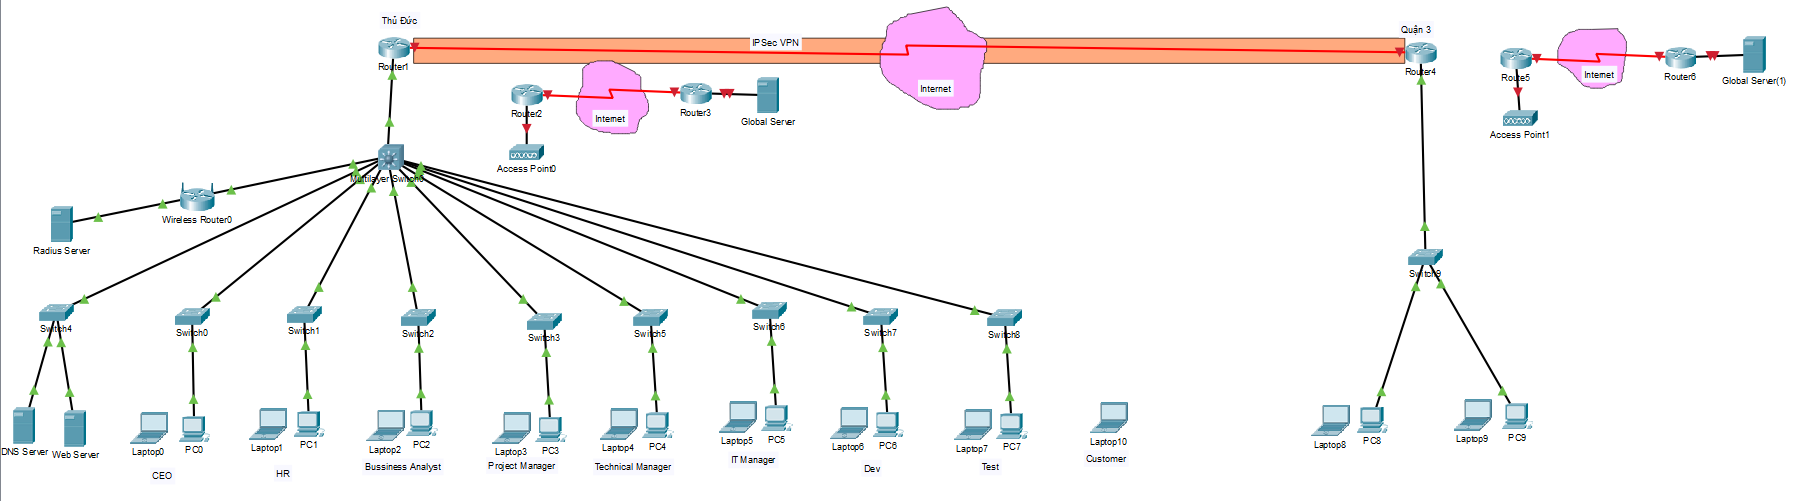 Thủ Đức
IPSec VPN
Quận 3
Router1
Internet
Router4
Route5
Internet
Router6
Global Server(1)
Router2
Internet
Router3
Global Server
Access Point1
Access Point0
Multilayer Switch0
Wireless Router0
Radius Server
Switch9
Switch4
Switch0
Switch1
Switch2
Switch3
Switch5
Switch6
Switch7
Switch8
DNS Server
Web Server
Laptop0
PC0
Laptop1
PC1
Laptop2
PC2
Laptop3
PC3
Laptop4
PC4
Laptop5
PC5
Laptop6
PC6
Laptop7
PC7
Laptop10
Laptop8
PC8
Laptop9
PC9
CEO
HR
Bussiness Analyst
Project Manager
Technical Manager
IT Manager
Dev
Test
Customer